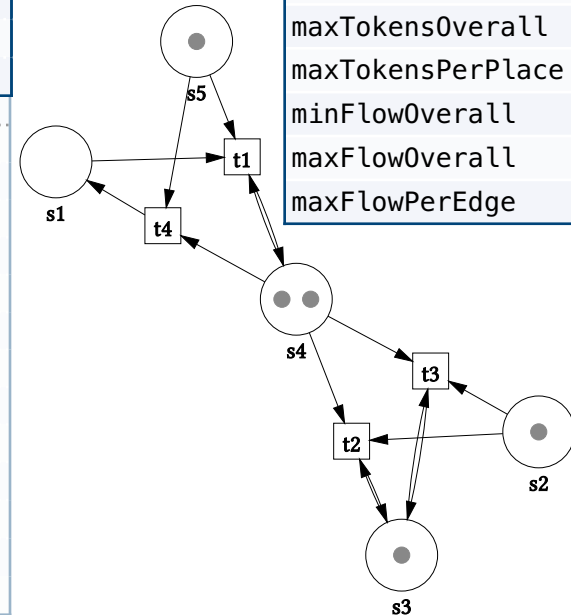 maxTokensOverall
maxTokensPerPlace
minFlowOverall
maxFlowOverall
maxFlowPerEdge
s5
t1
s1
t4
s4
t3
t2
s2
s3